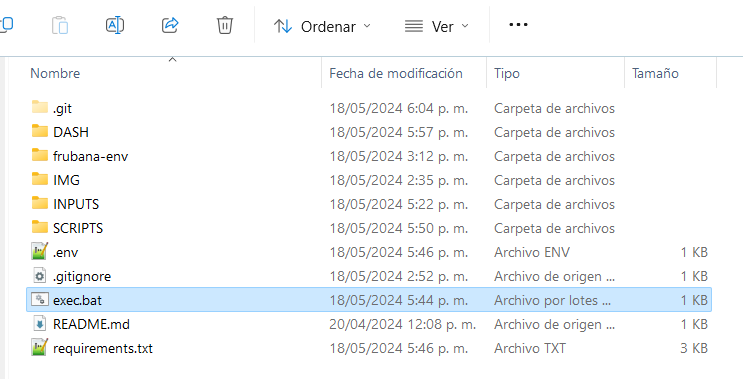 Ordenar Ver
Nombre Fecha de modificación Tipo Tamaño
.git 18/05/2024 6:04 p. m. Carpeta de archivos
DASH 18/05/2024 5:57 p. m. Carpeta de archivos
frubana-env 18/05/2024 3:12 p. m. Carpeta de archivos
IMG 18/05/2024 2:35 p. m. Carpeta de archivos
INPUTS 18/05/2024 5:22 p. m. Carpeta de archivos
SCRIPTS 18/05/2024 5:50 p. m. Carpeta de archivos
.env 18/05/2024 5:46 p. m. Archivo ENV 1 KB
.gitignore 18/05/2024 2:52 p. m. Archivo de origen ... 1 KB
exec.bat 18/05/2024 5:44 p. m. Archivo por lotes ... 1 KB
README.md 20/04/2024 12:08 p. m. Archivo de origen ... 1 KB
requirements.txt 18/05/2024 5:46 p. m. Archivo TXT 3 KB